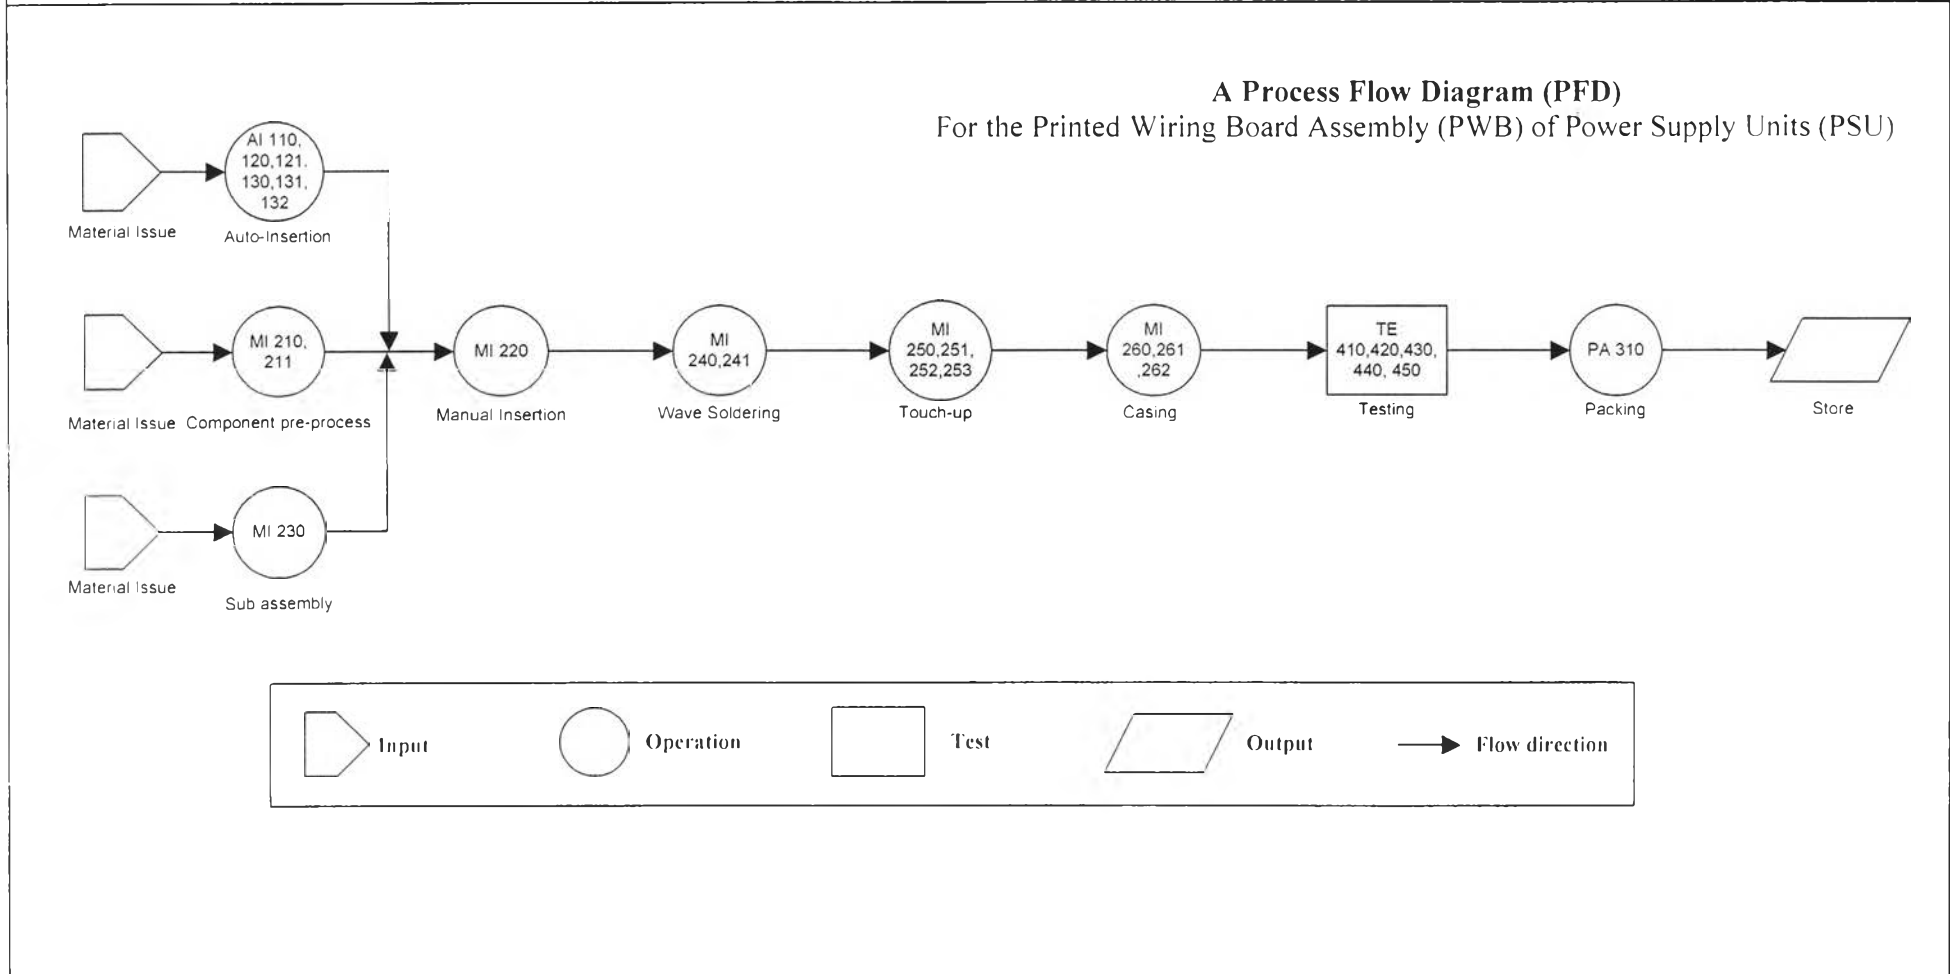 A Process Flow Diagram (PFD)
For the Printed Wiring Board Assembly (PWB) of Power Supply Units (PSU)
AI 110,
120,121.
130,131,
132
Material Issue
Auto-Insertion
MI 210,
211
Material Issue
Component pre-process
MI 220
Manual Insertion
MI
240,241
Wave Soldering
MI
250,251,
252,253
Touch-up
MI
260,261
,262
Casing
TE
410,420,430,
440, 450
Testing
PA 310
Packing
Store
MI 230
Material Issue
Sub assembly
Input
Operation
Test
Output
Flow direction